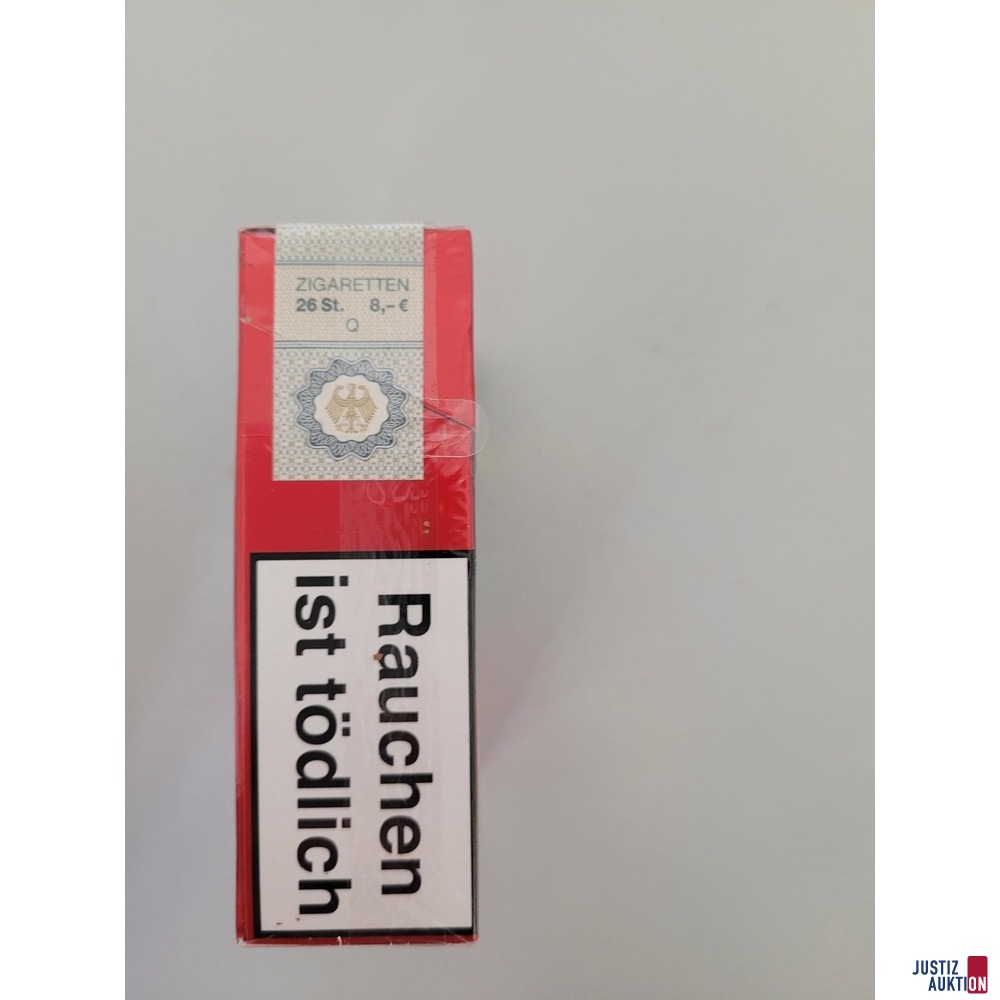 ZIGARETTEN
26 St. 8,– €
Q
Rauchen
ist tödlich
JUSTIZ
AUKTION